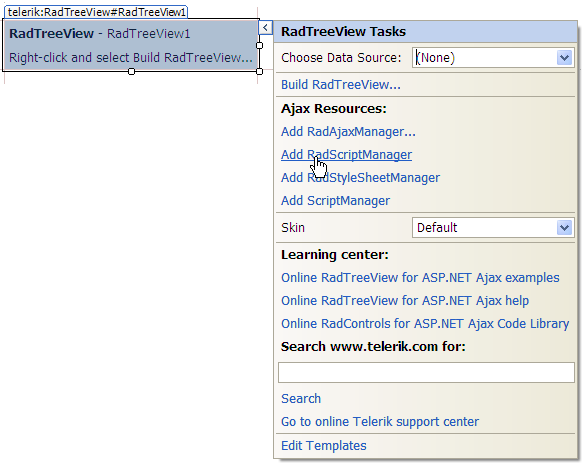 telerik:RadTreeView#RadTreeView1
RadTreeView - RadTreeView1
Right-click and select Build RadTreeView...
RadTreeView Tasks
Choose Data Source: (None)
Build RadTreeView...
Ajax Resources:
Add RadAjaxManager...
Add RadScriptManager
Add RadStyleSheetManager
Add ScriptManager
Skin Default
Learning center:
Online RadTreeView for ASP.NET Ajax examples
Online RadTreeView for ASP.NET Ajax help
Online RadControls for ASP.NET Ajax Code Library
Search www.telerik.com for:
Search
Go to online Telerik support center
Edit Templates